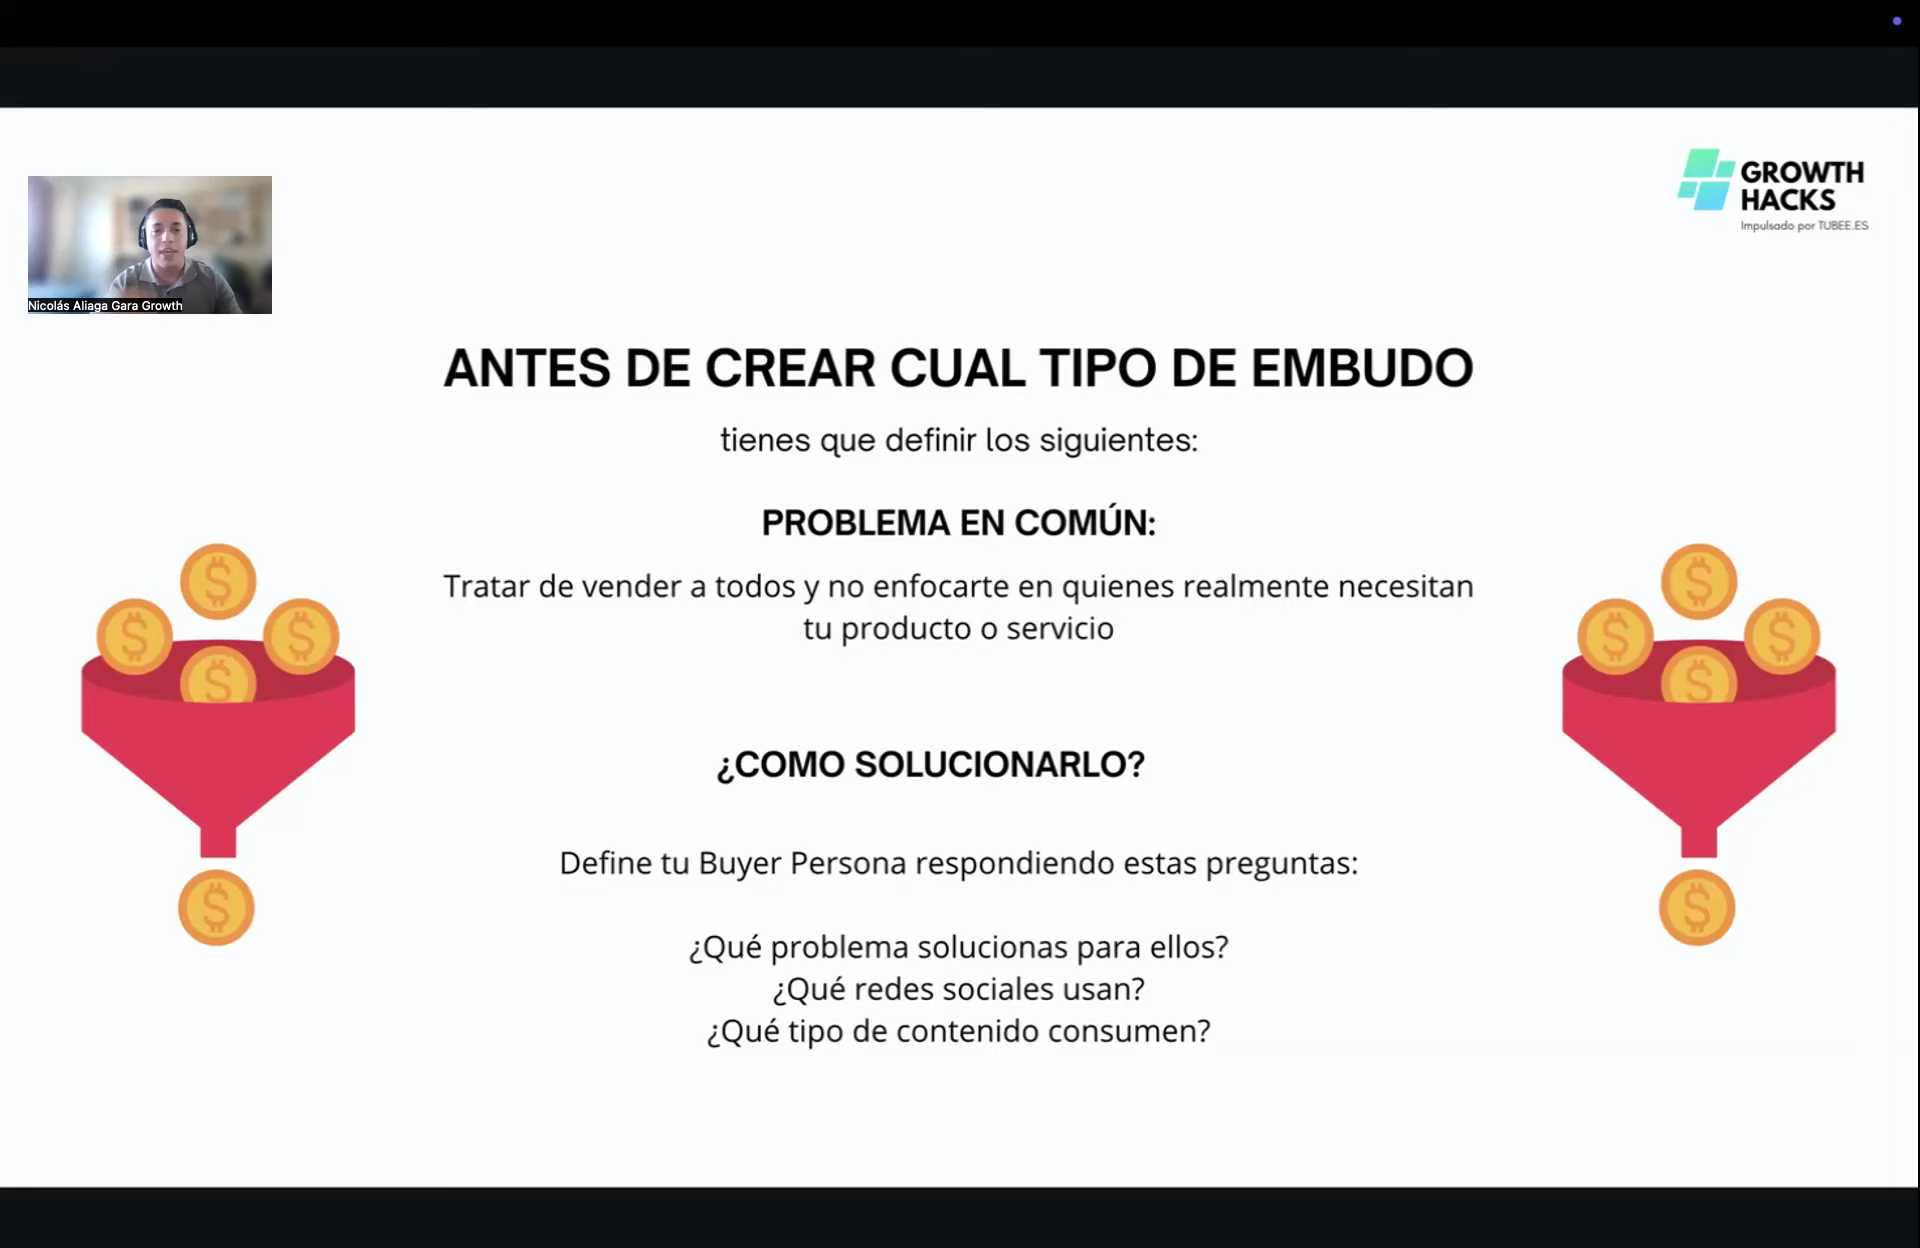 GROWTH
HACKS
Impulsado por TUBEE.ES
Nicolás Aliaga Gara Growth
ANTES DE CREAR CUAL TIPO DE EMBUDO
tienes que definir los siguientes:
PROBLEMA EN COMÚN:
Tratar de vender a todos y no enfocarte en quienes realmente necesitan
tu producto o servicio
¿COMO SOLUCIONARLO?
Define tu Buyer Persona respondiendo estas preguntas:
¿Qué problema solucionas para ellos?
¿Qué redes sociales usan?
¿Qué tipo de contenido consumen?